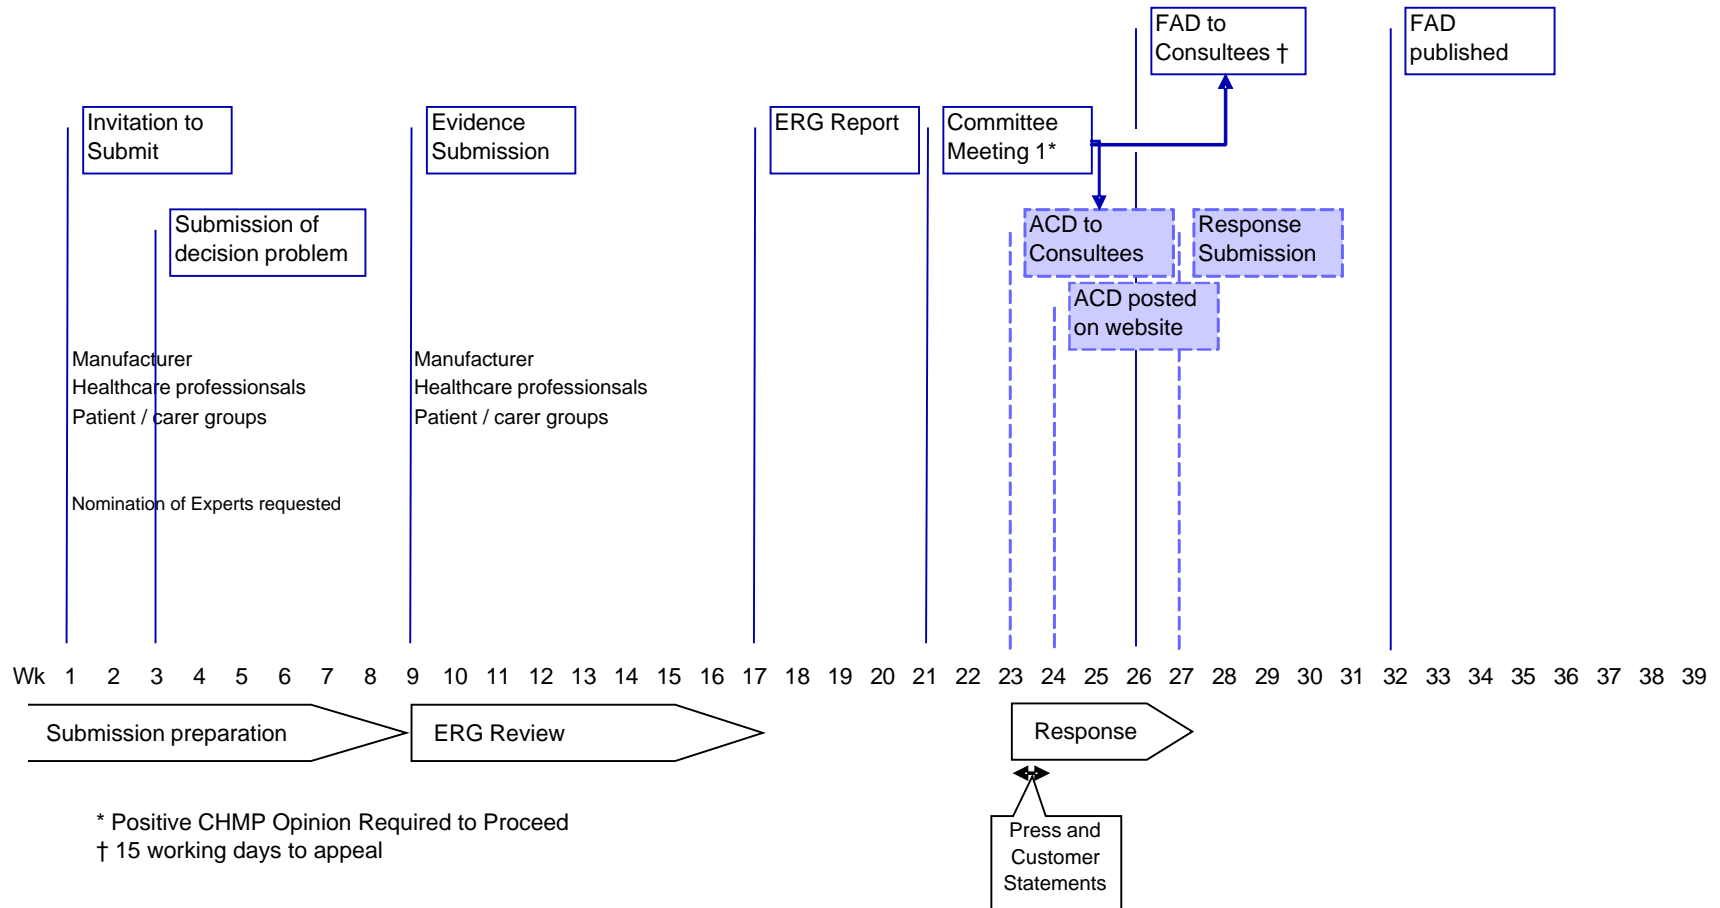 FAD to
Consultees †
FAD
published
Invitation to
Submit
Evidence
Submission
ERG Report
Committee
Meeting 1*
Submission of
decision problem
ACD to
Consultees
Response
Submission
ACD posted
on website
Manufacturer
Healthcare professionsals
Patient / carer groups
Manufacturer
Healthcare professionsals
Patient / carer groups
Nomination of Experts requested
Wk 1 2 3 4 5 6 7 8 9 10 11 12 13 14 15 16 17 18 19 20 21 22 23 24 25 26 27 28 29 30 31 32 33 34 35 36 37 38 39
Submission preparation
ERG Review
Response
* Positive CHMP Opinion Required to Proceed
† 15 working days to appeal
Press and
Customer
Statements